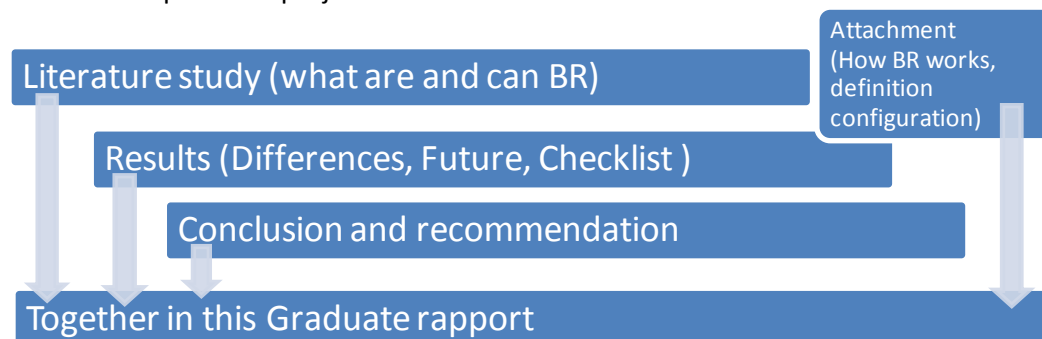 Attachment
(How BR works,
definition
configuration)
Literature study (what are and can BR)
Results (Differences, Future, Checklist )
Conclusion and recommendation
Together in this Graduate rapport